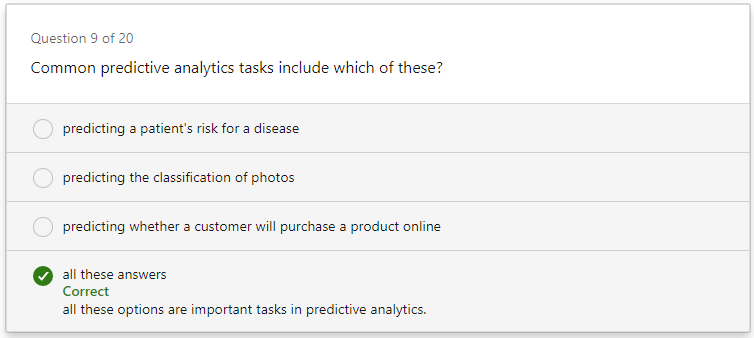 Question 9 of 20
Common predictive analytics tasks include which of these?
predicting a patient's risk for a disease
predicting the classification of photos
predicting whether a customer will purchase a product online
all these answers
Correct
all these options are important tasks in predictive analytics.